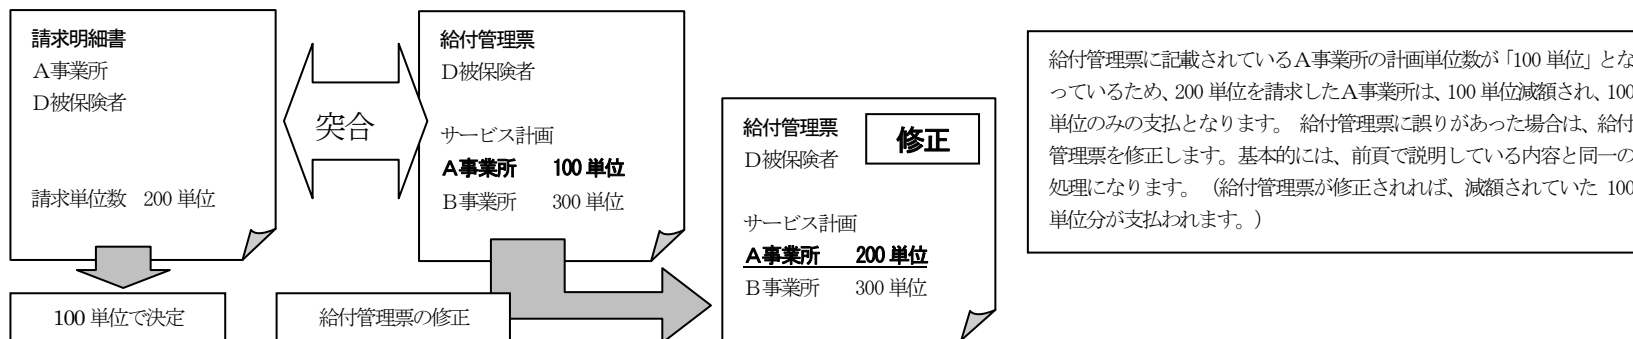 請求明細書
A事業所
D被保険者
請求単位数 200 単位
突合
給付管理票
D被保険者
サービス計画
A事業所 100 単位
B事業所 300 単位
100 単位で決定
給付管理票の修正
給付管理票
修正
D被保険者
サービス計画
A事業所 200 単位
B事業所 300 単位
給付管理票に記載されているA事業所の計画単位数が「100 単位」とな
っているため、200 単位を請求したA事業所は、100 単位減額され、100
単位のみの支払となります。 給付管理票に誤りがあった場合は、給付
管理票を修正します。基本的には、前頁で説明している内容と同一の
処理になります。 (給付管理票が修正されれば、減額されていた 100
単位分が支払われます。)